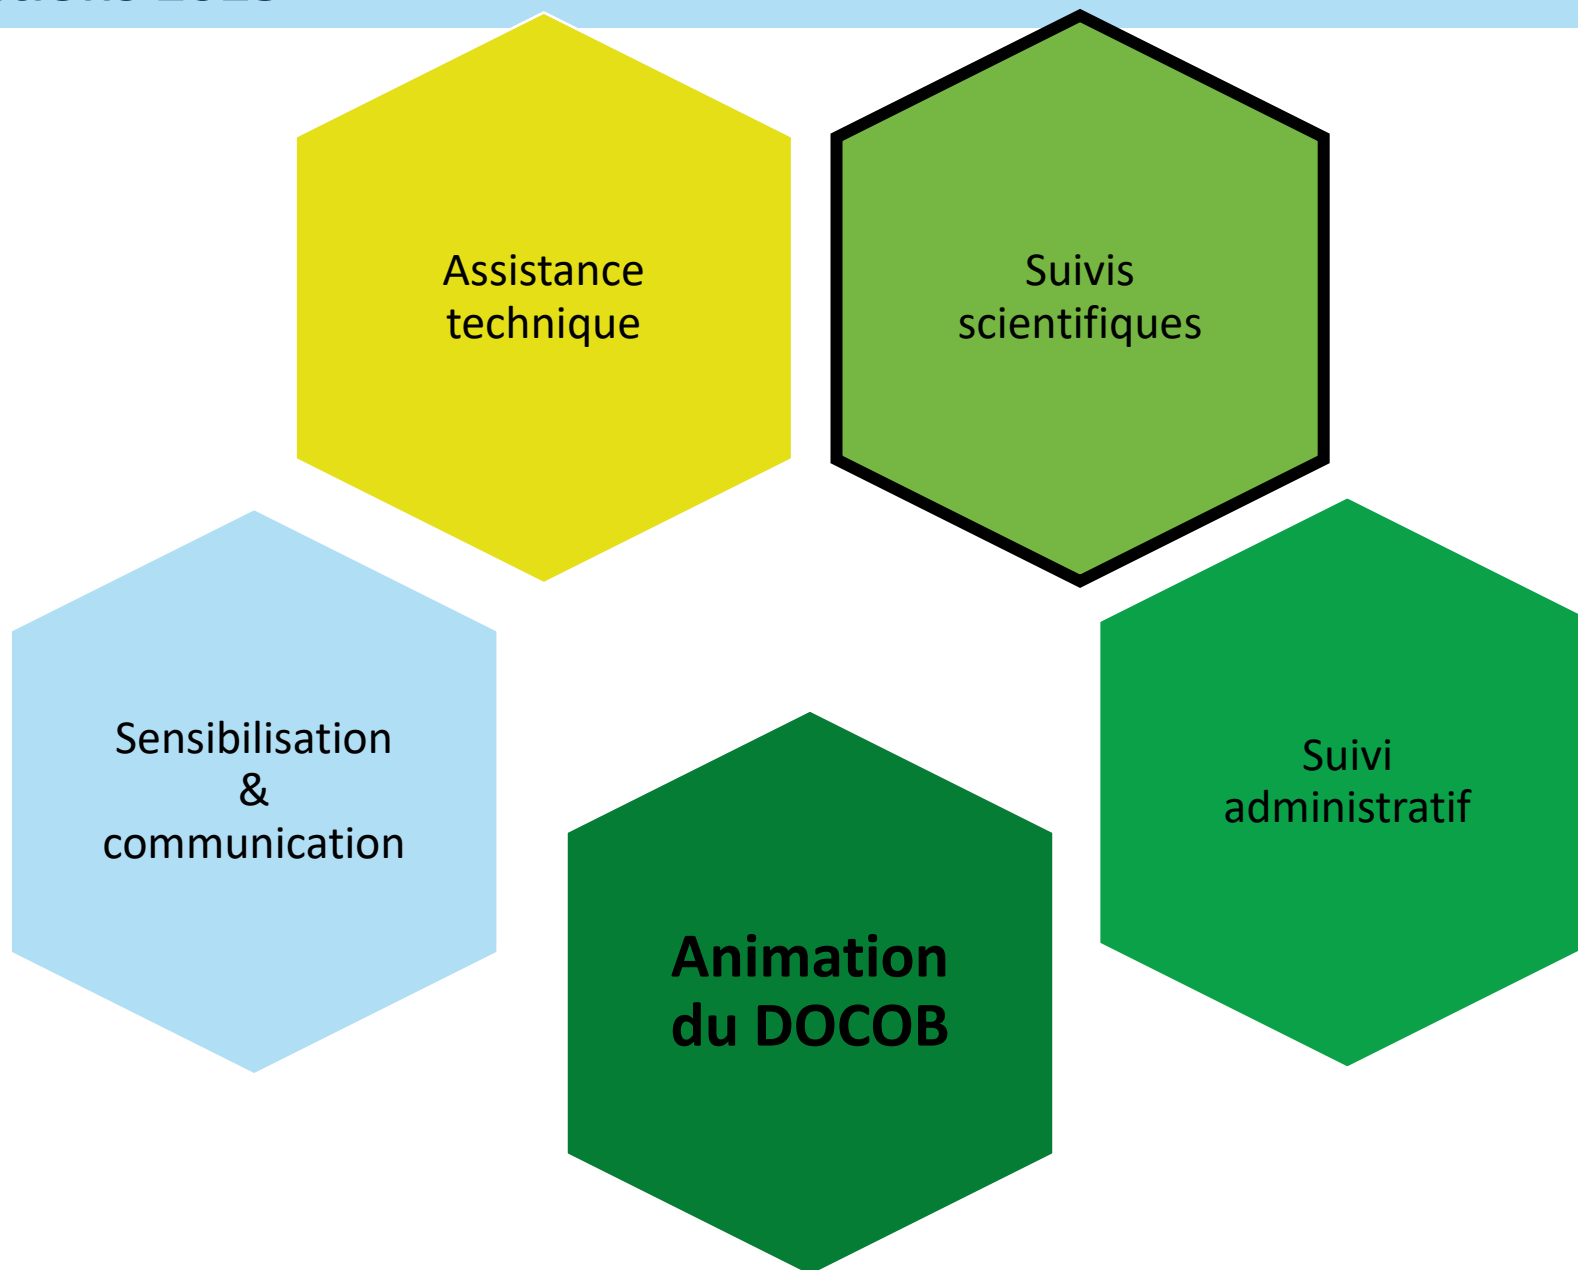 Assistance
technique
Suivis
scientifiques
Sensibilisation
&
communication
Suivi
administratif
Animation
du DOCOB